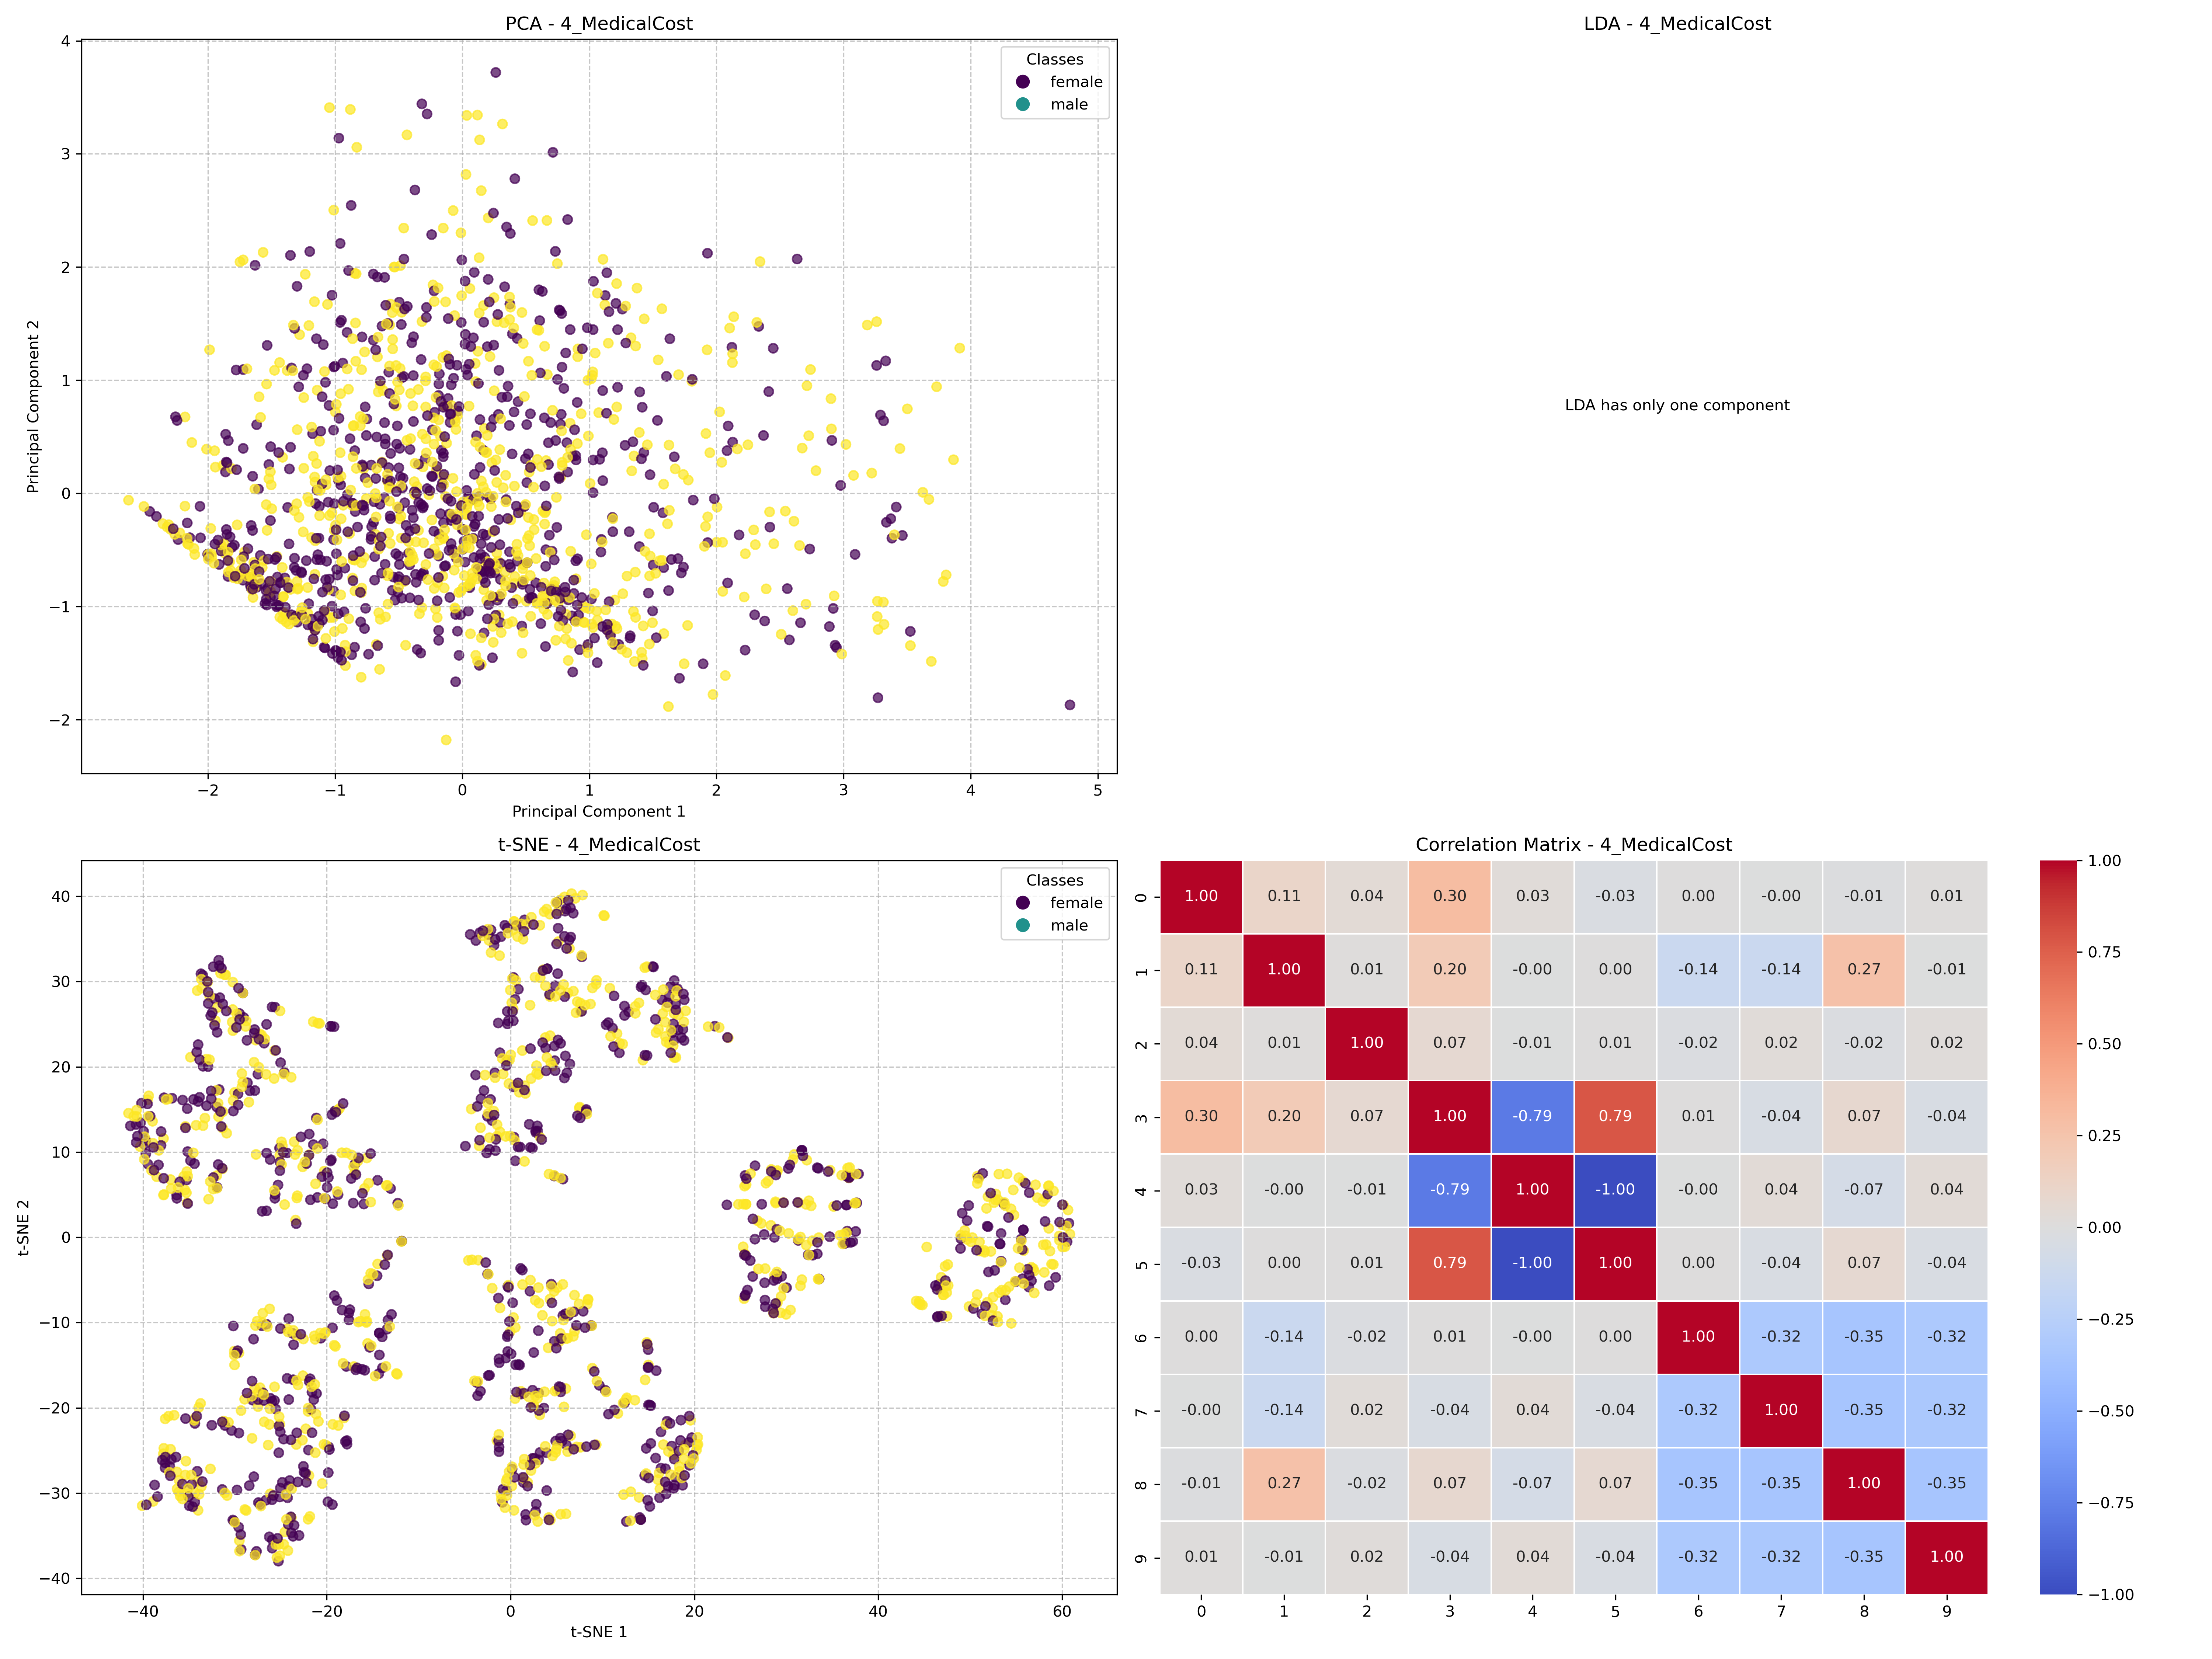 PCA - 4_MedicalCost
4
3
2
1
0
−1
−2
Principal Component 2
−2 −1 0 1 2 3 4 5
Principal Component 1
Classes
female
male
LDA - 4_MedicalCost
LDA has only one component
t-SNE - 4_MedicalCost
40
30
20
10
0
−10
−20
−30
−40
t-SNE 2
−40 −20 0 20 40 60
t-SNE 1
Classes
female
male
Correlation Matrix - 4_MedicalCost
0 1.00 0.11 0.04 0.30 0.03 -0.03 0.00 -0.00 -0.01 0.01
1 0.11 1.00 0.01 0.20 -0.00 0.00 -0.14 -0.14 0.27 -0.01
2 0.04 0.01 1.00 0.07 -0.01 0.01 -0.02 0.02 -0.02 0.02
3 0.30 0.20 0.07 1.00 -0.79 0.79 0.01 -0.04 0.07 -0.04
4 0.03 -0.00 -0.01 -0.79 1.00 -1.00 -0.00 0.04 -0.07 0.04
5 -0.03 0.00 0.01 0.79 -1.00 1.00 0.00 -0.04 0.07 -0.04
6 0.00 -0.14 -0.02 0.01 -0.00 0.00 1.00 -0.32 -0.35 -0.32
7 -0.00 -0.14 0.02 -0.04 0.04 -0.04 -0.32 1.00 -0.35 -0.32
8 -0.01 0.27 -0.02 0.07 -0.07 0.07 -0.35 -0.35 1.00 -0.35
9 0.01 -0.01 0.02 -0.04 0.04 -0.04 -0.32 -0.32 -0.35 1.00
0 1 2 3 4 5 6 7 8 9
1.00
0.75
0.50
0.25
0.00
−0.25
−0.50
−0.75
−1.00